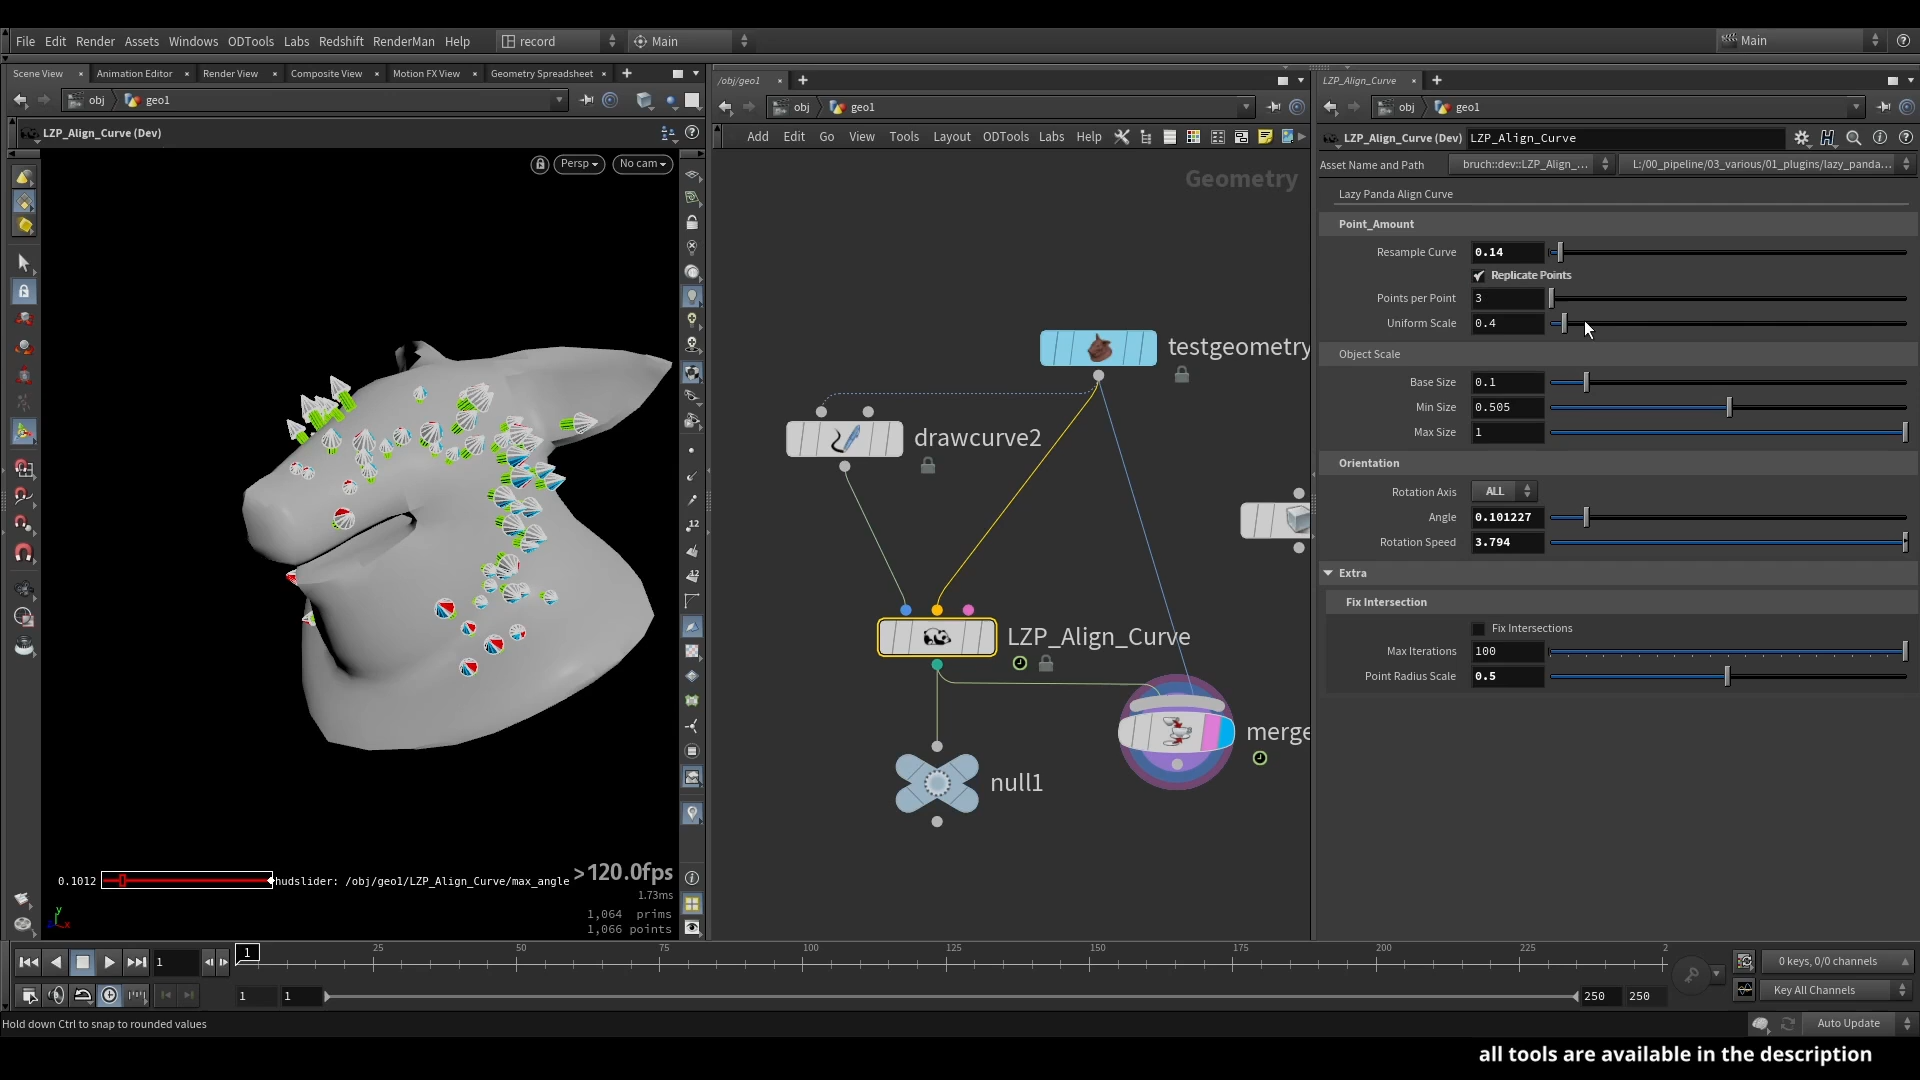 File Edit Render Assets Windows ODTools Labs Redshift RenderMan Help record Main Main
Scene View Animation Editor Render View Composite View Motion FX View Geometry Spreadsheet
obj geo1
LZP_Align_Curve (Dev)
Persp No cam
0.1012 hudslider: /obj/geo1/LZP_Align_Curve/max_angle
>120.0fps
1.73ms
1,064 prims
1,066 points
/obj/geo1
obj geo1
Add Edit Go View Tools Layout ODTools Labs Help
Geometry
testgeometry
drawcurve2
LZP_Align_Curve
merge
null1
LZP_Align_Curve
obj geo1
LZP_Align_Curve (Dev) LZP_Align_Curve
Asset Name and Path bruch::dev::LZP_Align_... L:/00_pipeline/03_various/01_plugins/lazy_panda...
Lazy Panda Align Curve
Point_Amount
Resample Curve 0.14
Replicate Points
Points per Point 3
Uniform Scale 0.4
Object Scale
Base Size 0.1
Min Size 0.505
Max Size 1
Orientation
Rotation Axis ALL
Angle 0.101227
Rotation Speed 3.794
Extra
Fix Intersection
Fix Intersections
Max Iterations 100
Point Radius Scale 0.5
1 1 25 50 75 100 125 150 175 200 225 2
0 keys, 0/0 channels
1 1 250 250
Key All Channels
Hold down Ctrl to snap to rounded values
Auto Update
all tools are available in the description